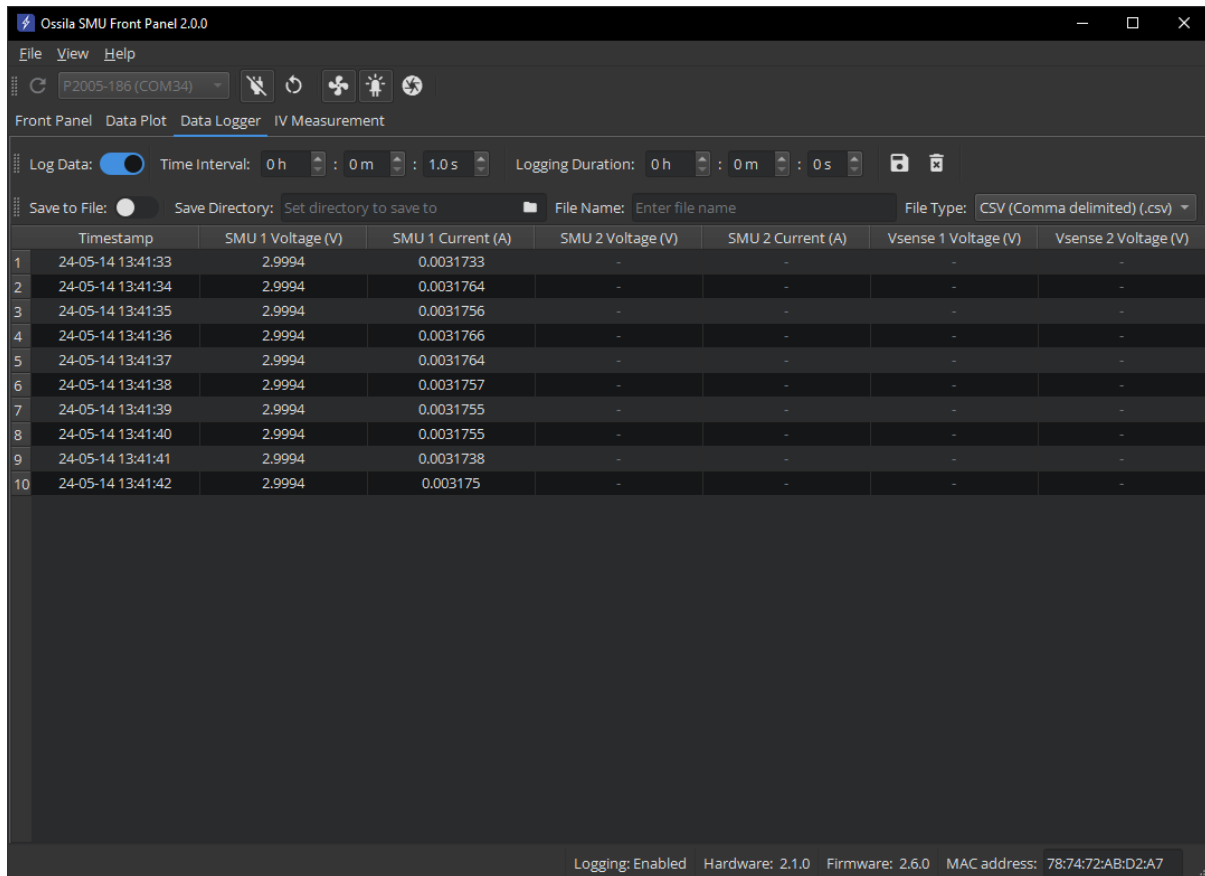 Ossila SMU Front Panel 2.0.0
File View Help
P2005-186 (COM34)
Front Panel Data Plot Data Logger IV Measurement
Log Data: Time Interval: 0 h : 0 m : 1.0 s Logging Duration: 0 h : 0 m : 0 s
Save to File: Save Directory: Set directory to save to File Name: Enter file name File Type: CSV (Comma delimited) (.csv)
Timestamp SMU 1 Voltage (V) SMU 1 Current (A) SMU 2 Voltage (V) SMU 2 Current (A) Vsense 1 Voltage (V) Vsense 2 Voltage (V)
1 24-05-14 13:41:33 2.9994 0.0031733 - - - -
2 24-05-14 13:41:34 2.9994 0.0031764 - - - -
3 24-05-14 13:41:35 2.9994 0.0031756 - - - -
4 24-05-14 13:41:36 2.9994 0.0031766 - - - -
5 24-05-14 13:41:37 2.9994 0.0031764 - - - -
6 24-05-14 13:41:38 2.9994 0.0031757 - - - -
7 24-05-14 13:41:39 2.9994 0.0031755 - - - -
8 24-05-14 13:41:40 2.9994 0.0031755 - - - -
9 24-05-14 13:41:41 2.9994 0.0031738 - - - -
10 24-05-14 13:41:42 2.9994 0.003175 - - - -
Logging: Enabled Hardware: 2.1.0 Firmware: 2.6.0 MAC address: 78:74:72:AB:D2:A7